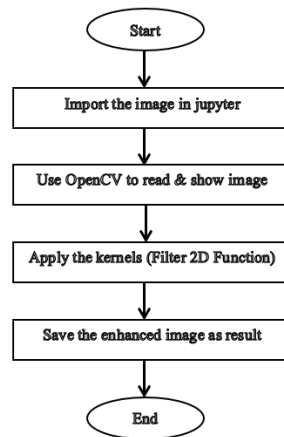 Start
Import the image in jupyter
Use OpenCV to read & show image
Apply the kernels (Filter 2D Function)
Save the enhanced image as result
End